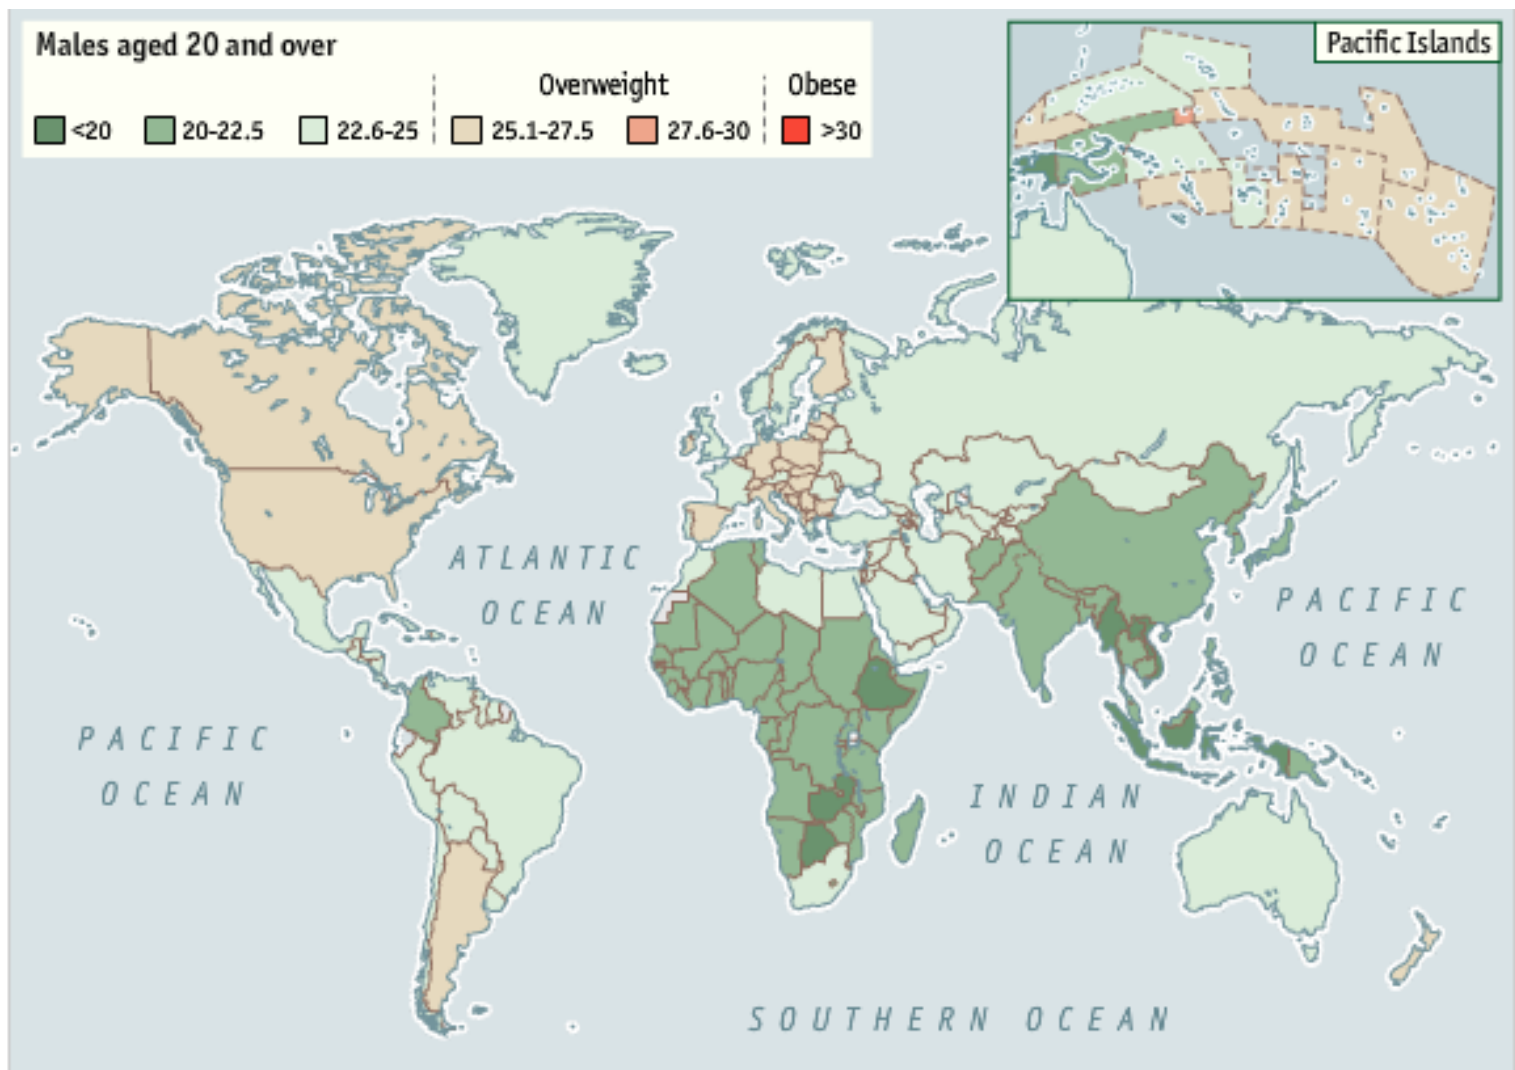 Males aged 20 and over
Pacific Islands
Overweight
Obese
<20
20-22.5
22.6-25
25.1-27.5
27.6-30
>30
ATLANTIC
OCEAN
PACIFIC
OCEAN
PACIFIC
OCEAN
INDIAN
OCEAN
SOUTHERN OCEAN